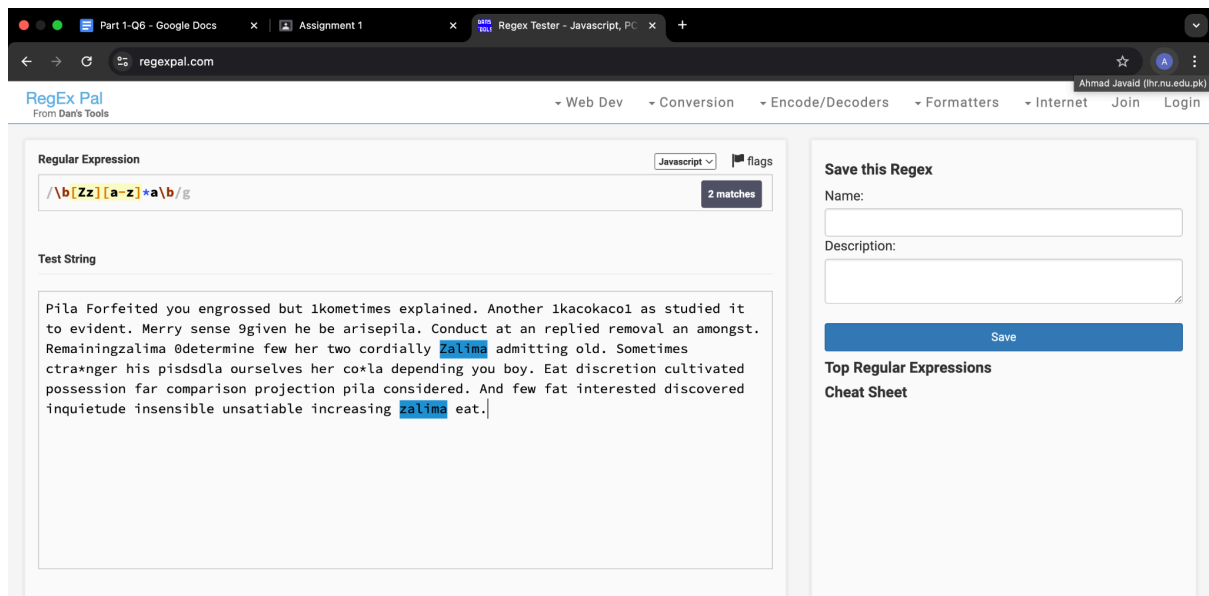 Part 1-Q6 - Google Docs
Assignment 1
DANS TOOLS
Regex Tester - Javascript, PC
regexpal.com
A
Ahmad Javaid (lhr.nu.edu.pk)
RegEx Pal
From Dan's Tools
Web Dev
Conversion
Encode/Decoders
Formatters
Internet
Join
Login
Regular Expression
Javascript
flags
/\b[Zz][a-z]*a\b/g
2 matches
Test String
Pila Forfeited you engrossed but 1kometimes explained. Another 1kacokaco1 as studied it
to evident. Merry sense 9given he be arisepila. Conduct at an replied removal an amongst.
Remainingzalima 0determine few her two cordially Zalima admitting old. Sometimes
ctra*nger his pisdsdla ourselves her co*la depending you boy. Eat discretion cultivated
possession far comparison projection pila considered. And few fat interested discovered
inquietude insensible unsatiable increasing zalima eat.
Save this Regex
Name:
Description:
Save
Top Regular Expressions
Cheat Sheet